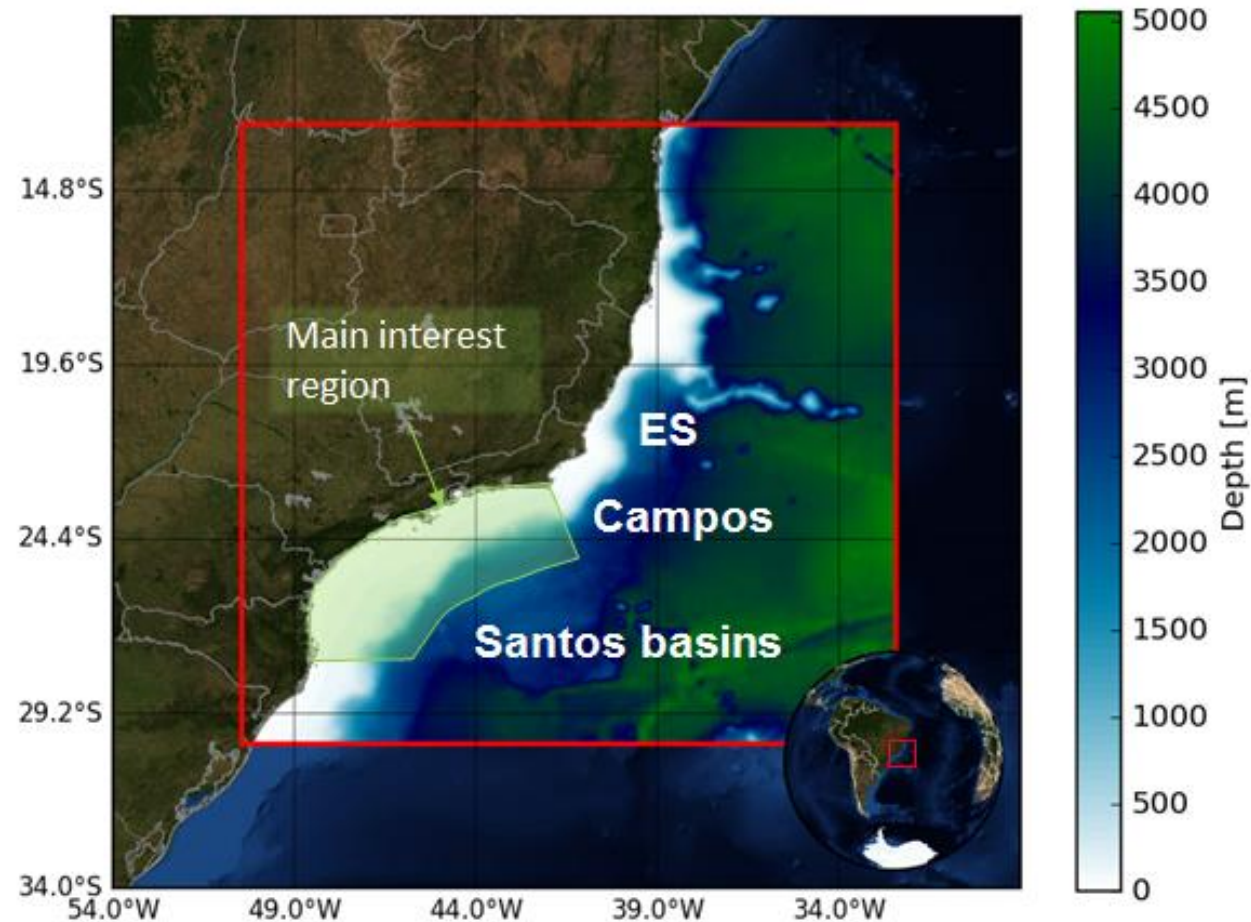 14.8°S
19.6°S
24.4°S
29.2°S
34.0°S
54.0°W
49.0°W
44.0°W
39.0°W
34.0°W
Main interest
region
ES
Campos
Santos basins
5000
4500
4000
3500
3000
2500
2000
1500
1000
500
0
Depth [m]